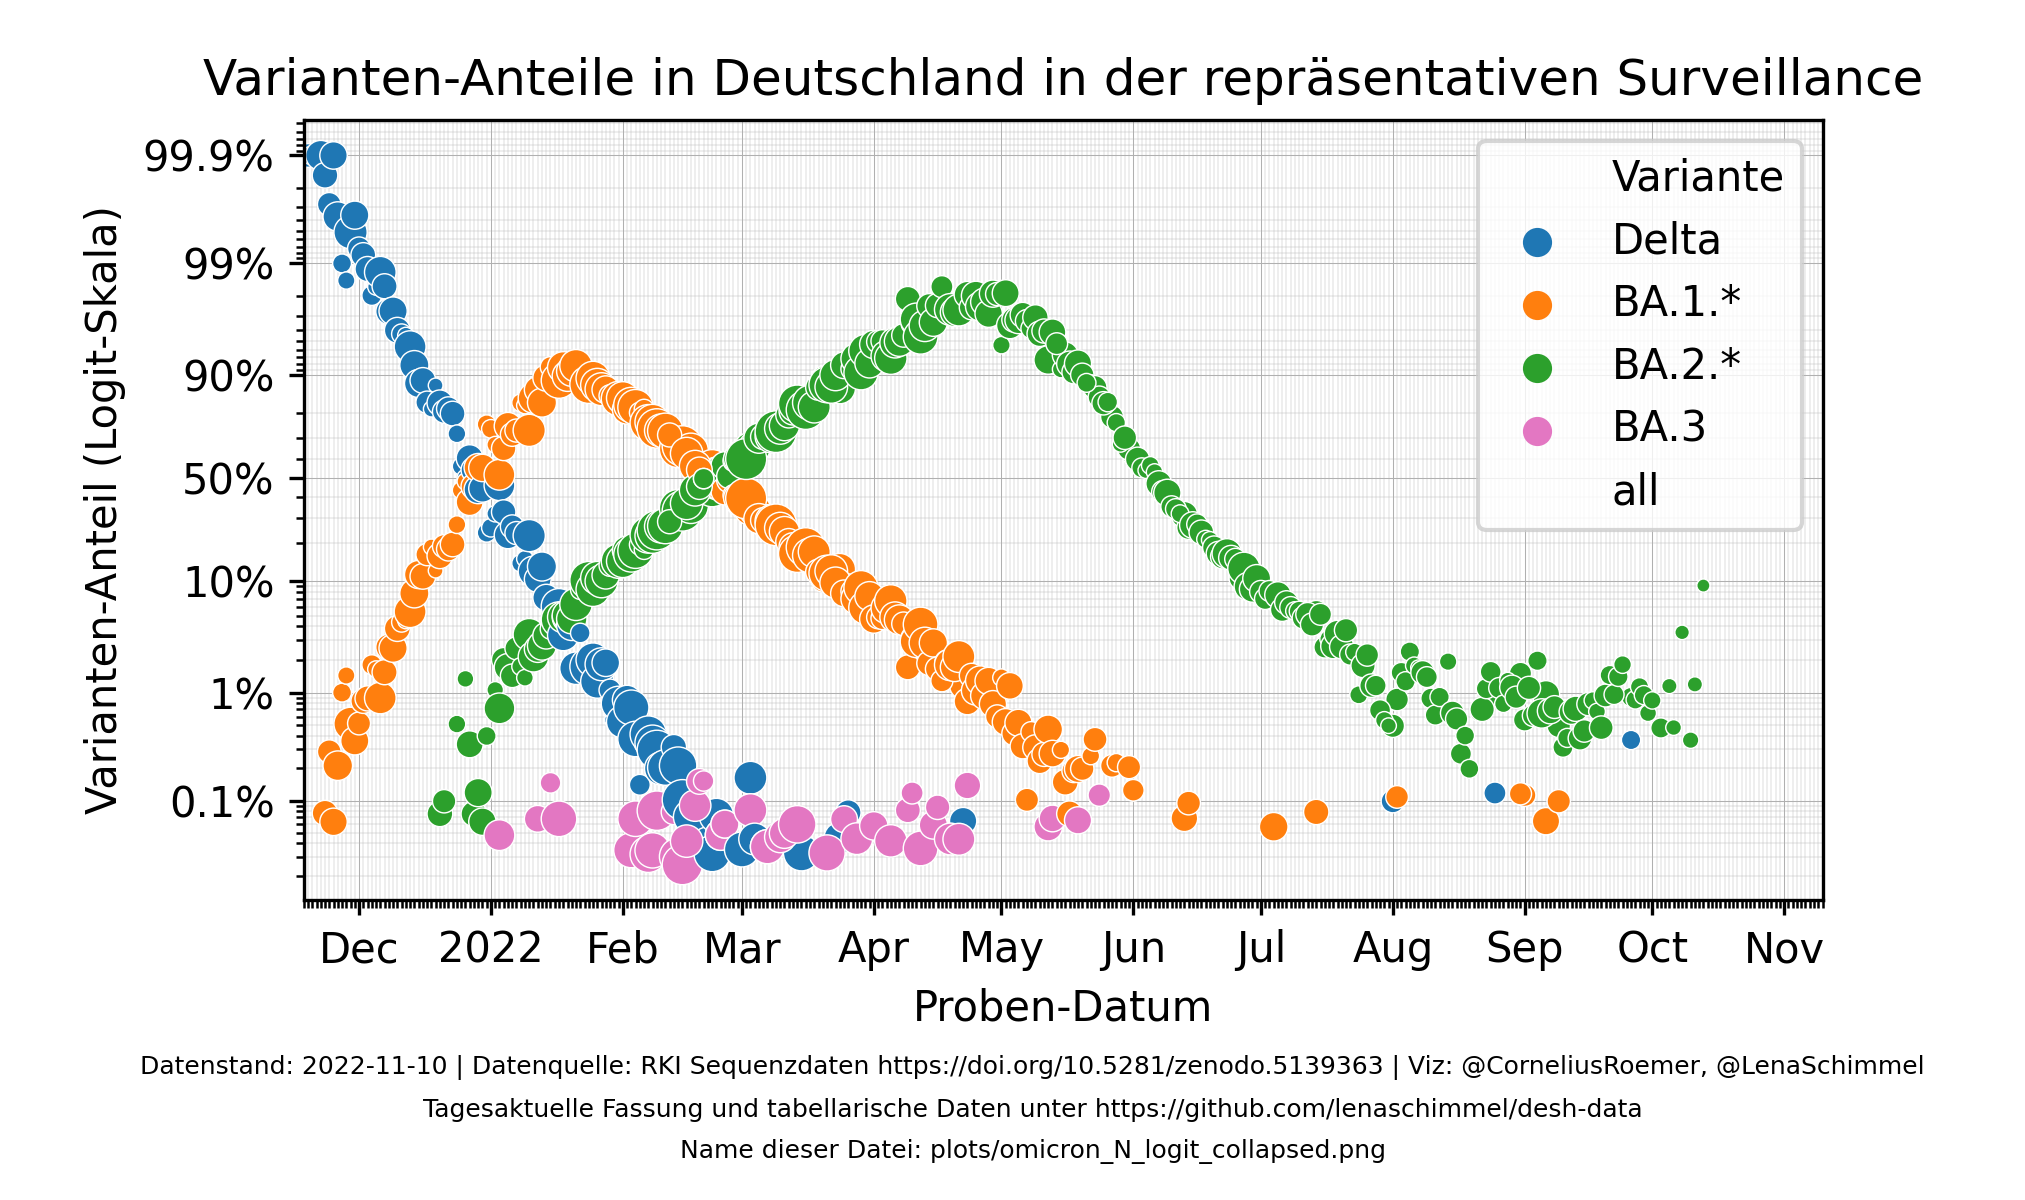 Varianten-Anteile in Deutschland in der repräsentativen Surveillance
Varianten-Anteil (Logit-Skala)
99.9%
99%
90%
50%
10%
1%
0.1%
Variante
Delta
BA.1.*
BA.2.*
BA.3
all
Dec 2022 Feb Mar Apr May Jun Jul Aug Sep Oct Nov
Proben-Datum
Datenstand: 2022-11-10 | Datenquelle: RKI Sequenzdaten https://doi.org/10.5281/zenodo.5139363 | Viz: @CorneliusRoemer, @LenaSchimmel
Tagesaktuelle Fassung und tabellarische Daten unter https://github.com/lenaschimmel/desh-data
Name dieser Datei: plots/omicron_N_logit_collapsed.png